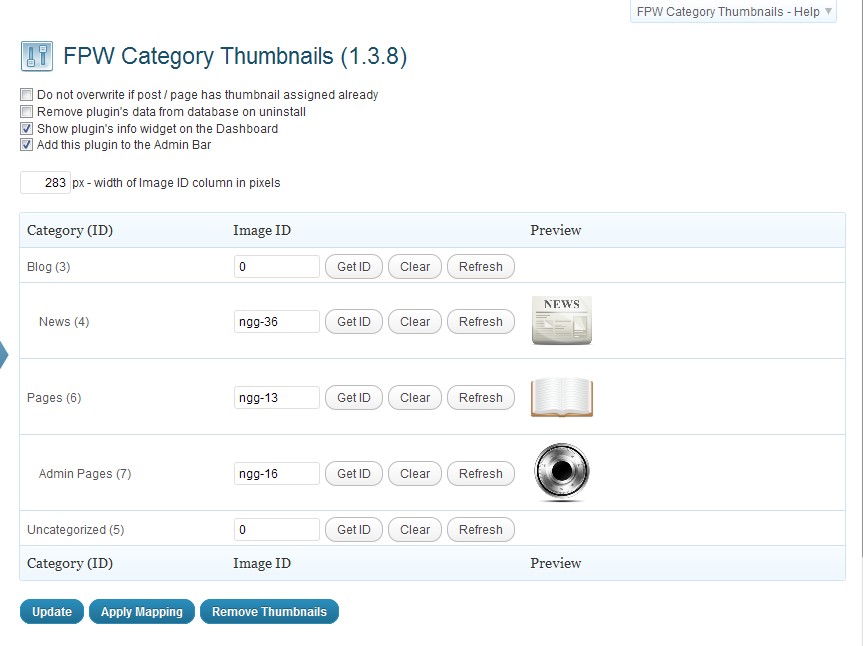 FPW Category Thumbnails - Help ▼
FPW Category Thumbnails (1.3.8)
Do not overwrite if post / page has thumbnail assigned already
Remove plugin's data from database on uninstall
Show plugin's info widget on the Dashboard
Add this plugin to the Admin Bar
283 px - width of Image ID column in pixels
Category (ID) Image ID Preview
Blog (3) 0 Get ID Clear Refresh
News (4) ngg-36 Get ID Clear Refresh NEWS
Pages (6) ngg-13 Get ID Clear Refresh
Admin Pages (7) ngg-16 Get ID Clear Refresh
Uncategorized (5) 0 Get ID Clear Refresh
Category (ID) Image ID Preview
Update Apply Mapping Remove Thumbnails